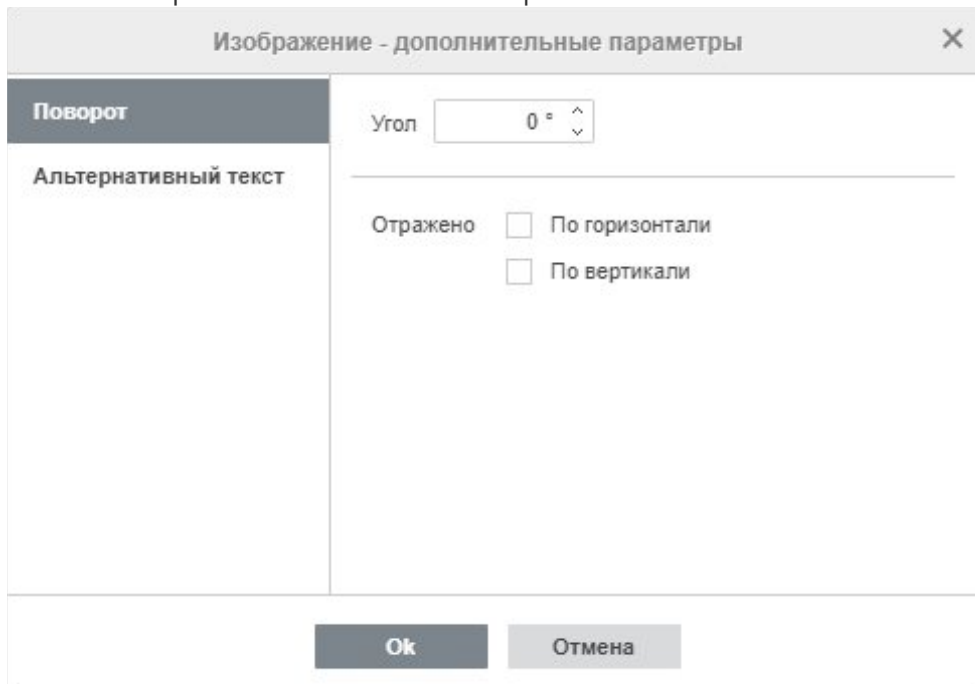 Изображение - дополнительные параметры
Поворот
Угол 0 °
Альтернативный текст
Отражено По горизонтали
По вертикали
Ok Отмена